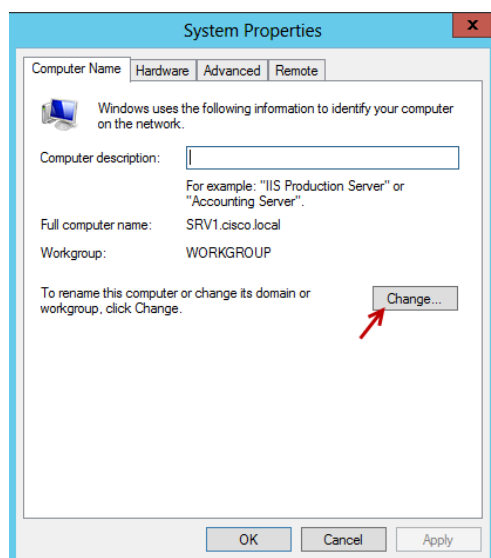 System Properties
x
Computer Name Hardware Advanced Remote
Windows uses the following information to identify your computer
on the network.
Computer description:
For example: "IIS Production Server" or
"Accounting Server".
Full computer name: SRV1.cisco.local
Workgroup: WORKGROUP
To rename this computer or change its domain or
workgroup, click Change.
Change...
OK Cancel Apply